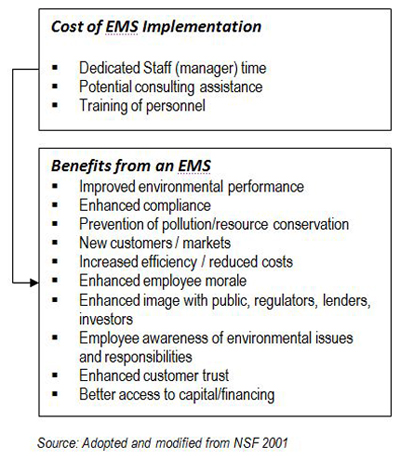 Cost of EMS Implementation
▪ Dedicated Staff (manager) time
▪ Potential consulting assistance
▪ Training of personnel
Benefits from an EMS
▪ Improved environmental performance
▪ Enhanced compliance
▪ Prevention of pollution/resource conservation
▪ New customers / markets
▪ Increased efficiency / reduced costs
▪ Enhanced employee morale
▪ Enhanced image with public, regulators, lenders,
investors
▪ Employee awareness of environmental issues
and responsibilities
▪ Enhanced customer trust
▪ Better access to capital/financing
Source: Adopted and modified from NSF 2001